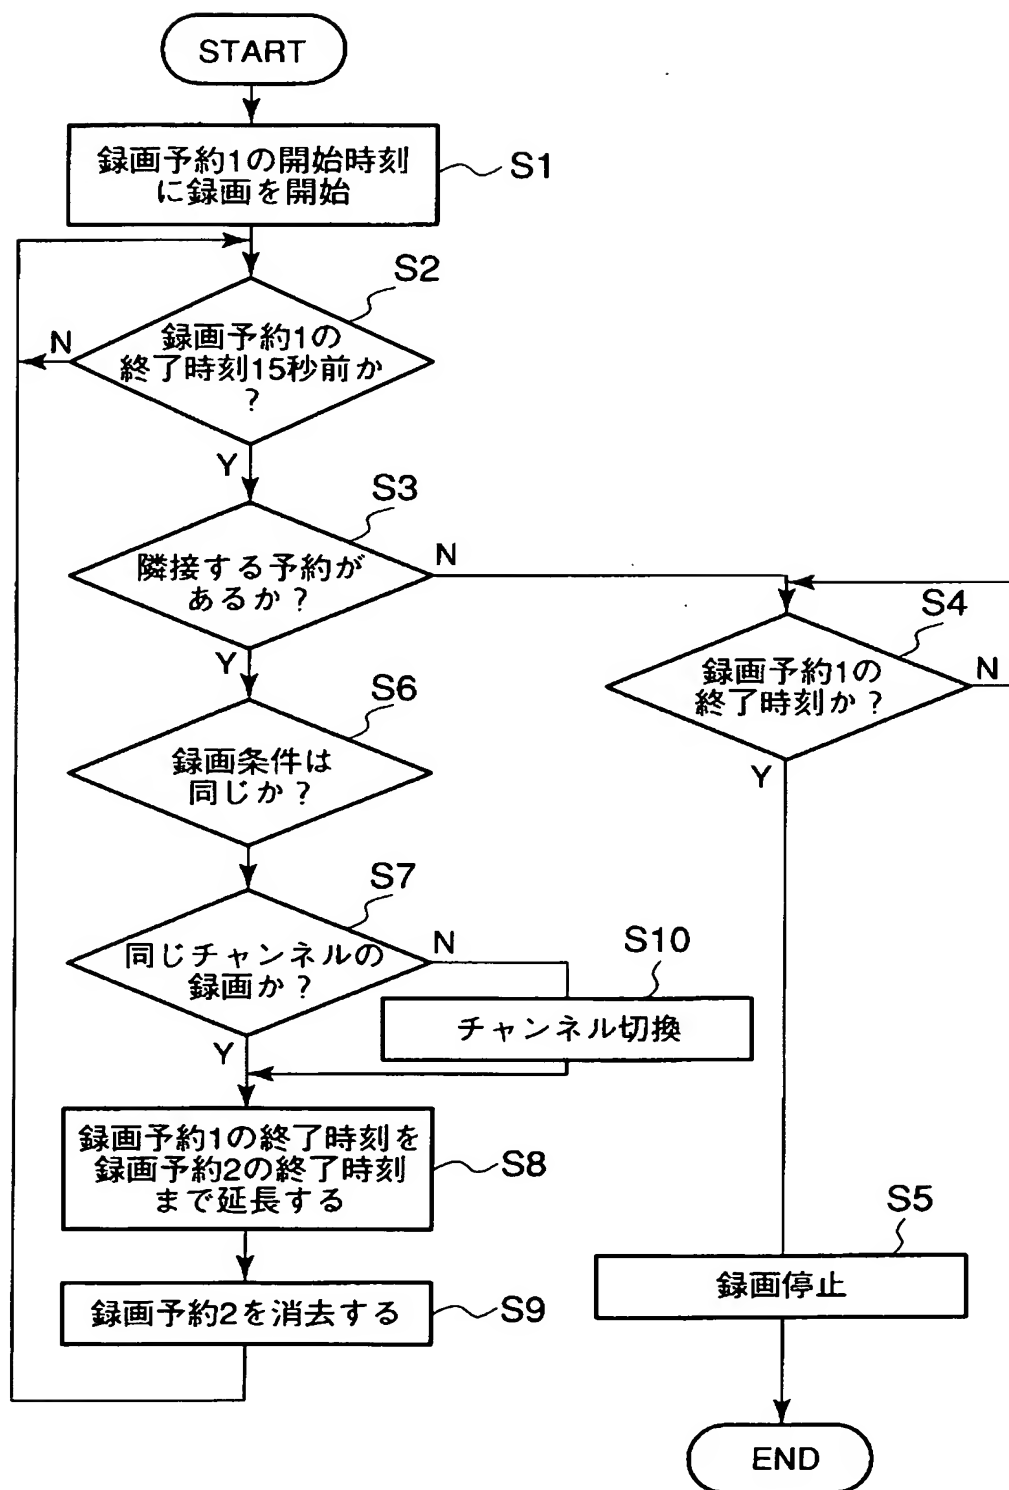 START
録画予約1の開始時刻
に録画を開始
S1
S2
録画予約1の
終了時刻15秒前か
?
N
Y
S3
隣接する予約が
あるか?
N
Y
S4
録画予約1の
終了時刻か?
N
Y
S6
録画条件は
同じか?
S7
同じチャンネルの
録画か?
N
Y
S10
チャンネル切換
録画予約1の終了時刻を
録画予約2の終了時刻
まで延長する
S8
S5
録画停止
録画予約2を消去する
S9
END